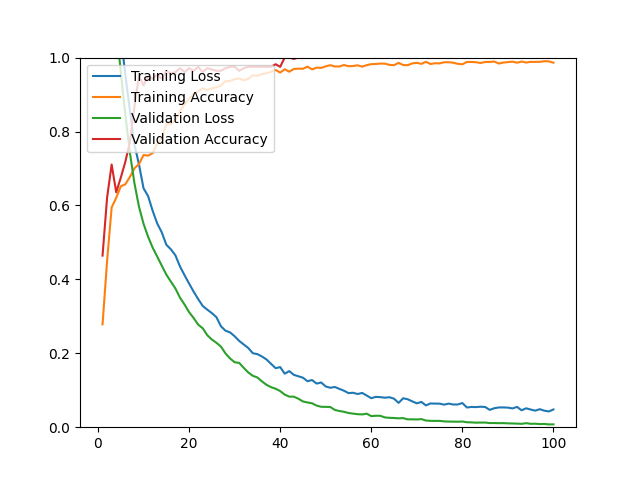 1.0
0.8
0.6
0.4
0.2
0.0
Training Loss
Training Accuracy
Validation Loss
Validation Accuracy
0 20 40 60 80 100